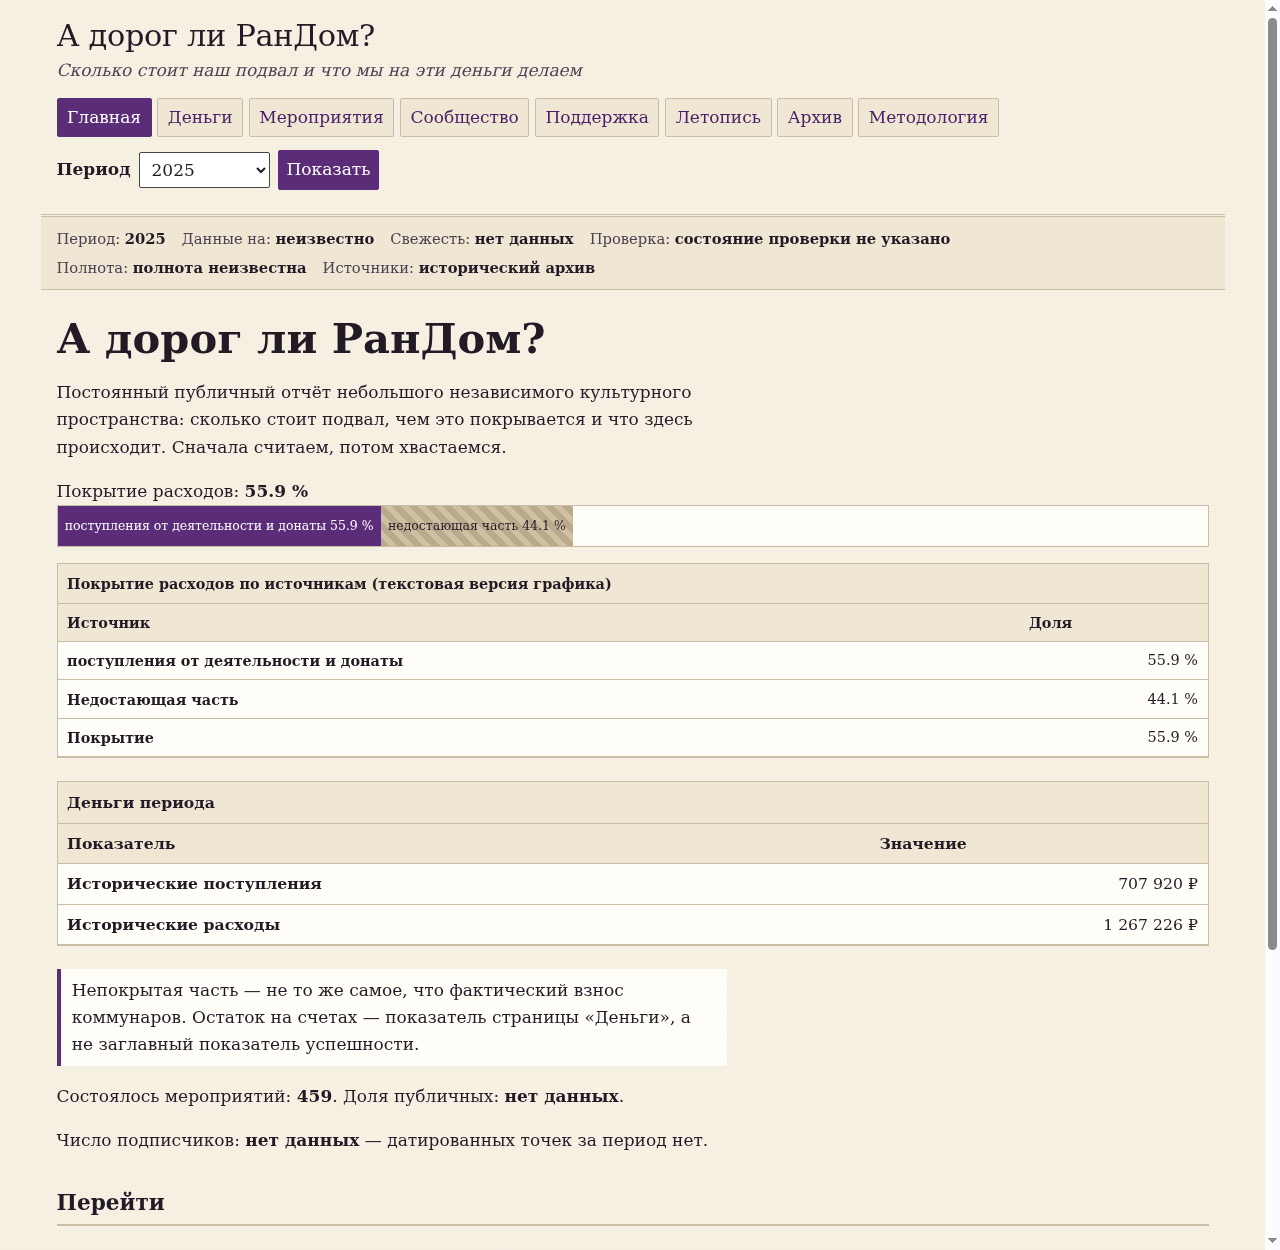 А дорог ли РанДом?
Сколько стоит наш подвал и что мы на эти деньги делаем
Главная Деньги Мероприятия Сообщество Поддержка Летопись Архив Методология
Период 2025 Показать
Период: 2025 Данные на: неизвестно Свежесть: нет данных Проверка: состояние проверки не указано
Полнота: полнота неизвестна Источники: исторический архив
А дорог ли РанДом?
Постоянный публичный отчёт небольшого независимого культурного
пространства: сколько стоит подвал, чем это покрывается и что здесь
происходит. Сначала считаем, потом хвастаемся.
Покрытие расходов: 55.9 %
поступления от деятельности и донаты 55.9 % недостающая часть 44.1 %
Покрытие расходов по источникам (текстовая версия графика)
Источник Доля
поступления от деятельности и донаты 55.9 %
Недостающая часть 44.1 %
Покрытие 55.9 %
Деньги периода
Показатель Значение
Исторические поступления 707 920 ₽
Исторические расходы 1 267 226 ₽
Непокрытая часть — не то же самое, что фактический взнос
коммунаров. Остаток на счетах — показатель страницы «Деньги», а
не заглавный показатель успешности.
Состоялось мероприятий: 459. Доля публичных: нет данных.
Число подписчиков: нет данных — датированных точек за период нет.
Перейти